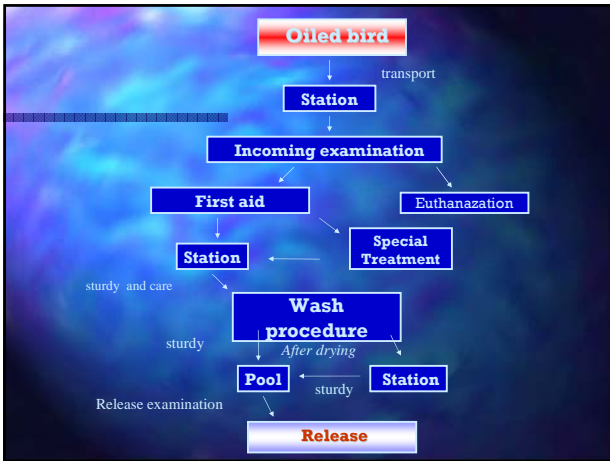 Oiled bird
transport
Station
Incoming examination
First aid
Euthanazation
Special
Treatment
Station
sturdy and care
Wash
procedure
sturdy
After drying
Pool
sturdy
Station
Release examination
Release